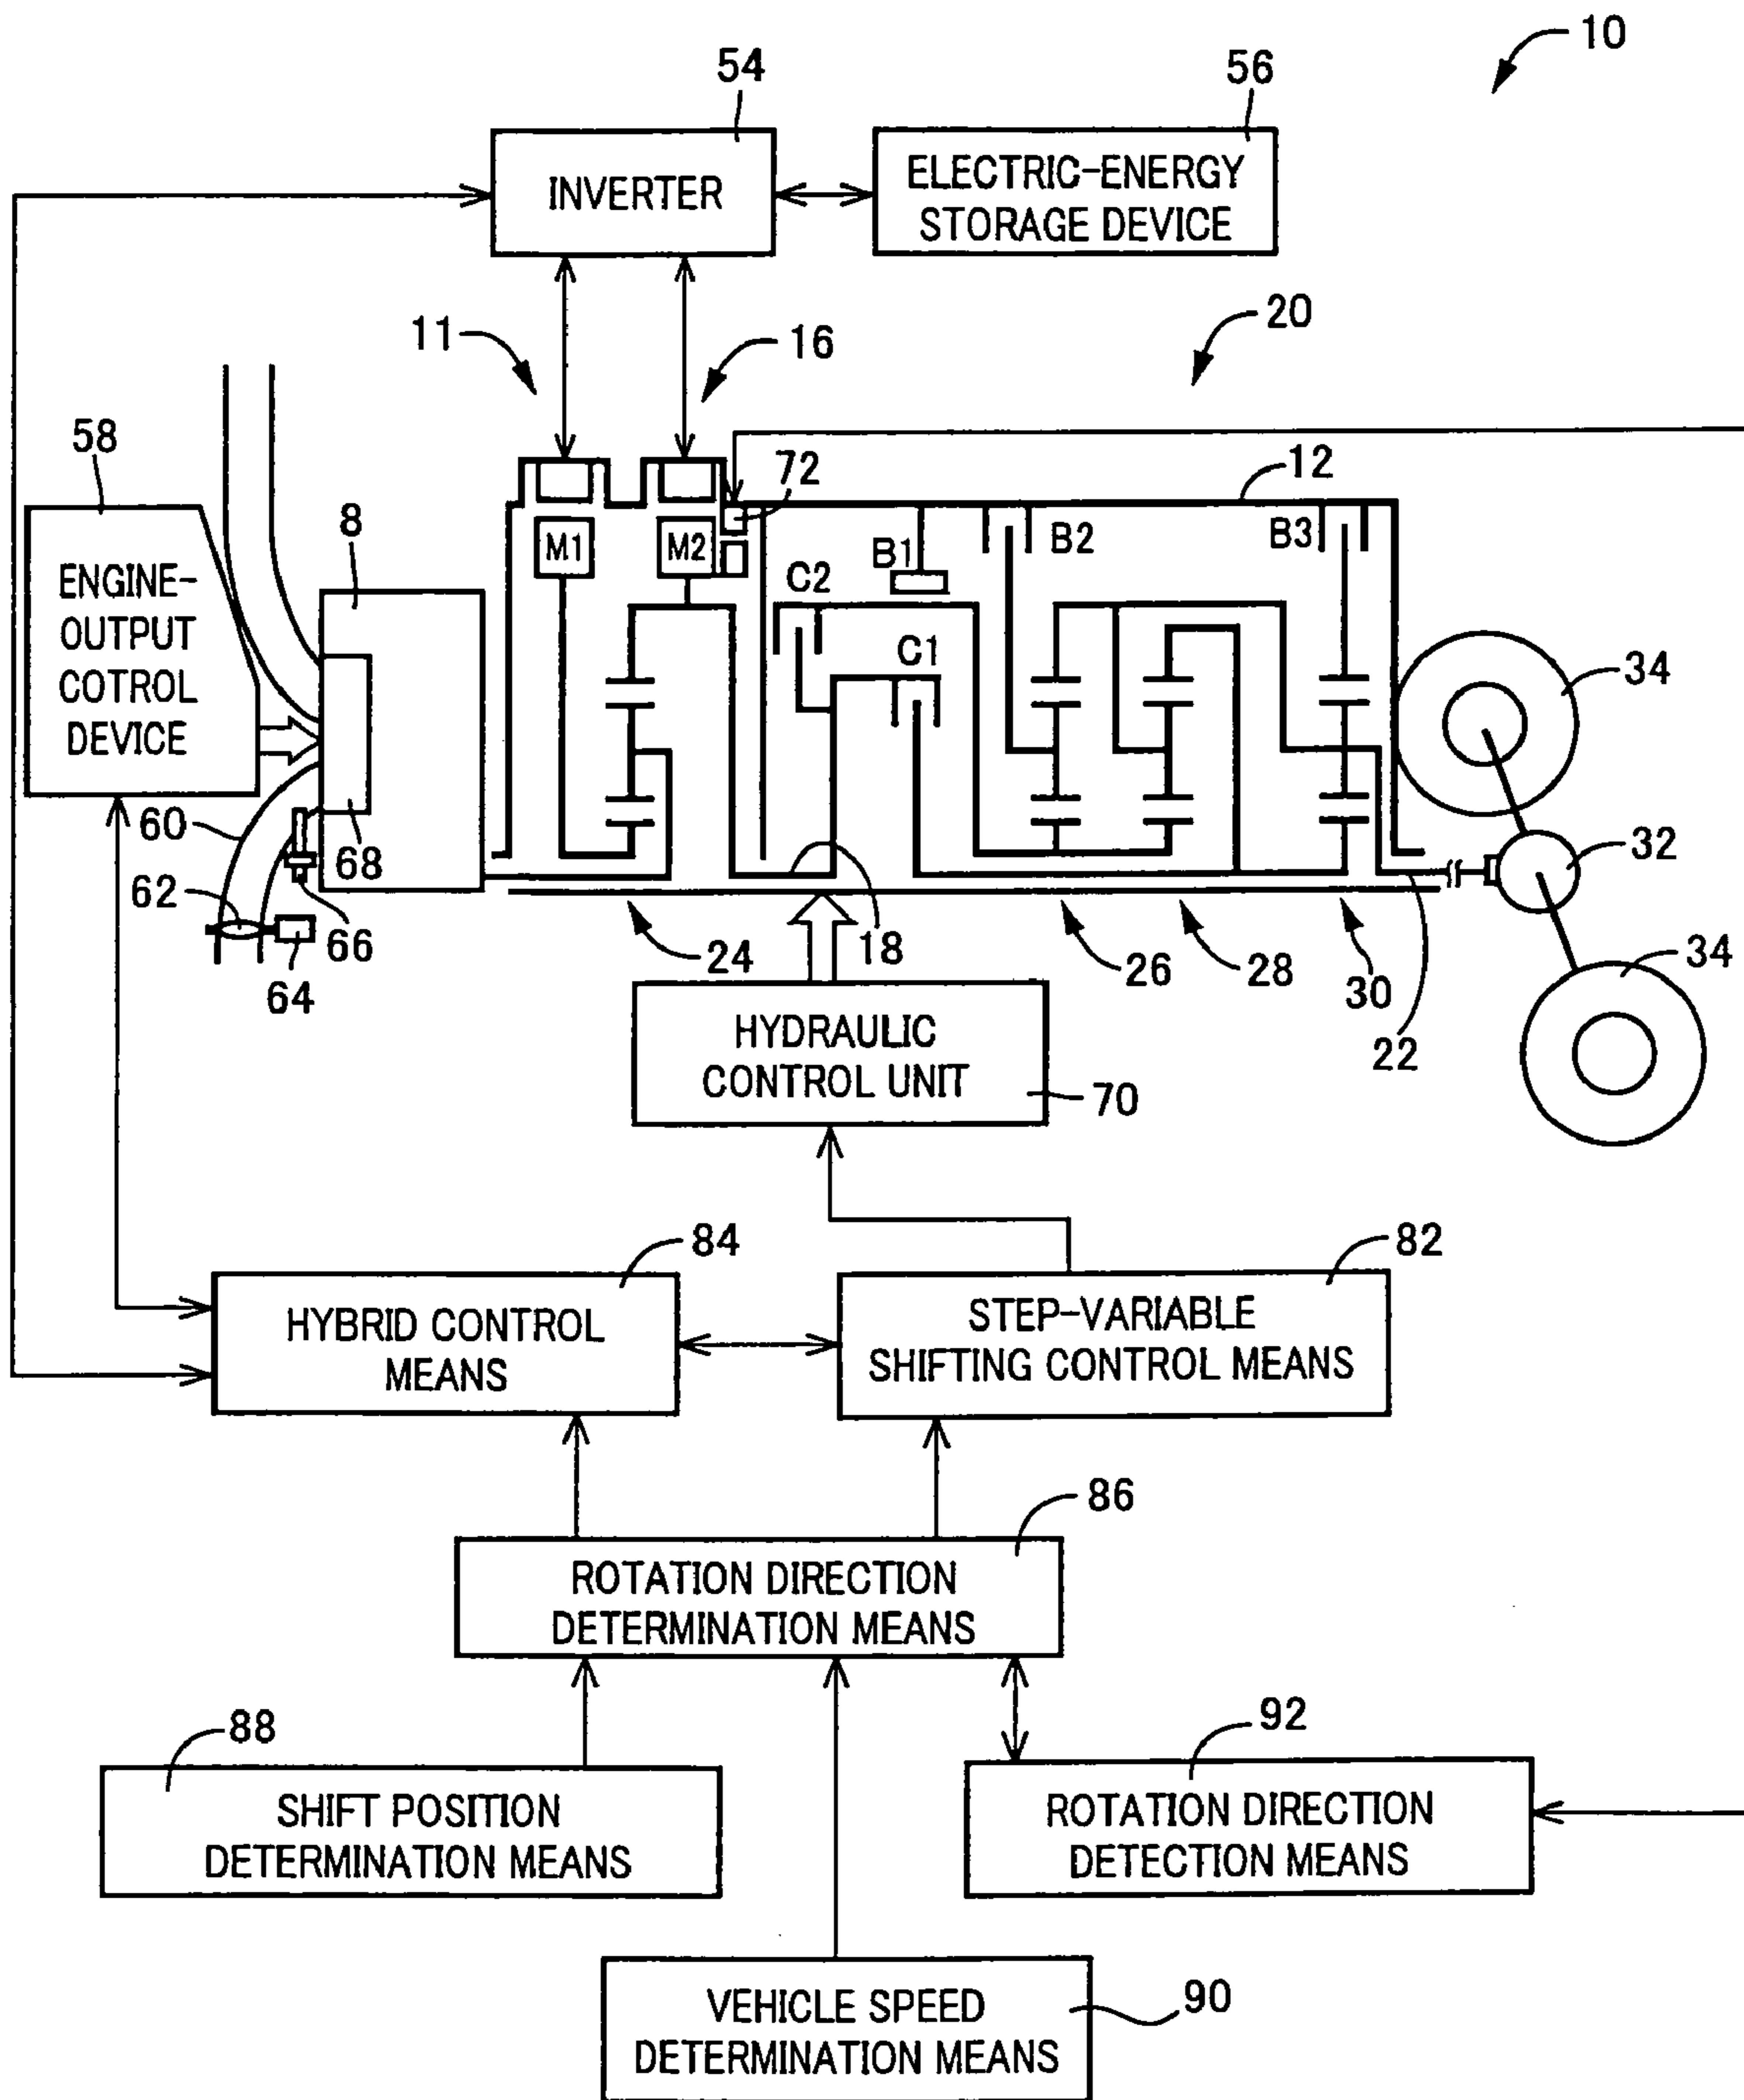 10
54
56
INVERTER
ELECTRIC-ENERGY
STORAGE DEVICE
11
16
20
58
72
12
8
M1
M2
B1
B2
B3
C2
C1
ENGINE-
OUTPUT
COTROL
DEVICE
34
32
60
68
62
66
64
24
18
26
28
30
22
34
HYDRAULIC
CONTROL UNIT
70
84
82
HYBRID CONTROL
MEANS
STEP-VARIABLE
SHIFTING CONTROL MEANS
86
ROTATION DIRECTION
DETERMINATION MEANS
88
92
SHIFT POSITION
DETERMINATION MEANS
ROTATION DIRECTION
DETECTION MEANS
VEHICLE SPEED
DETERMINATION MEANS
90